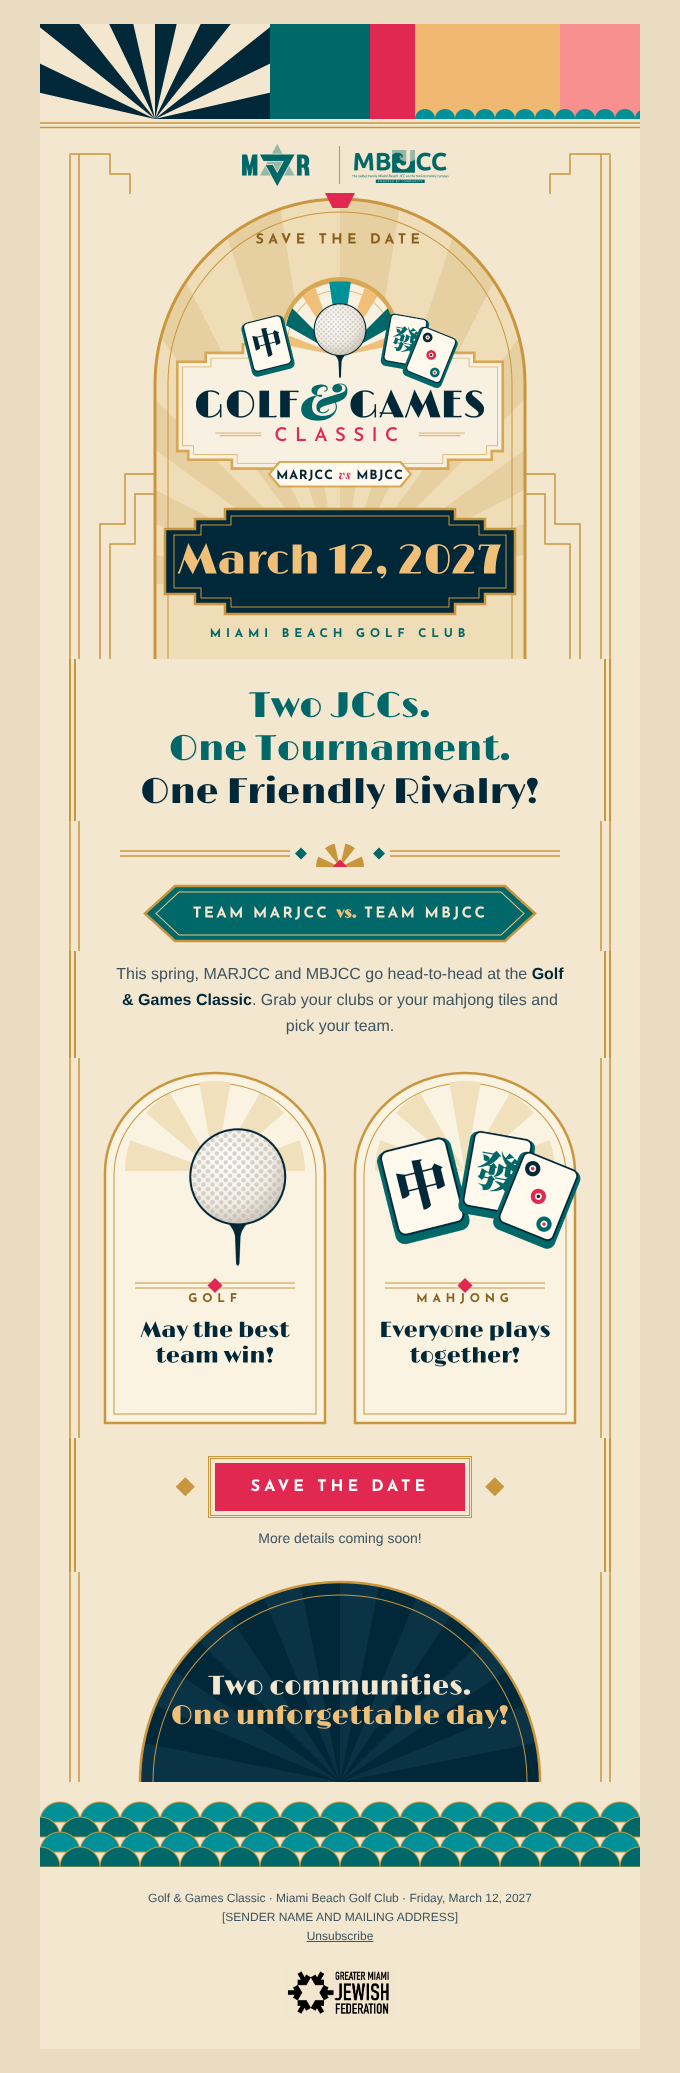 MAR
MBJCC
SAVE THE DATE
中
發
GOLF & GAMES
CLASSIC
MARJCC vs MBJCC
March 12, 2027
MIAMI BEACH GOLF CLUB
Two JCCs.
One Tournament.
One Friendly Rivalry!
TEAM MARJCC vs. TEAM MBJCC
This spring, MARJCC and MBJCC go head-to-head at the Golf
& Games Classic. Grab your clubs or your mahjong tiles and
pick your team.
中
發
GOLF
May the best
team win!
MAHJONG
Everyone plays
together!
SAVE THE DATE
More details coming soon!
Two communities.
One unforgettable day!
Golf & Games Classic · Miami Beach Golf Club · Friday, March 12, 2027
[SENDER NAME AND MAILING ADDRESS]
Unsubscribe
GREATER MIAMI
JEWISH
FEDERATION